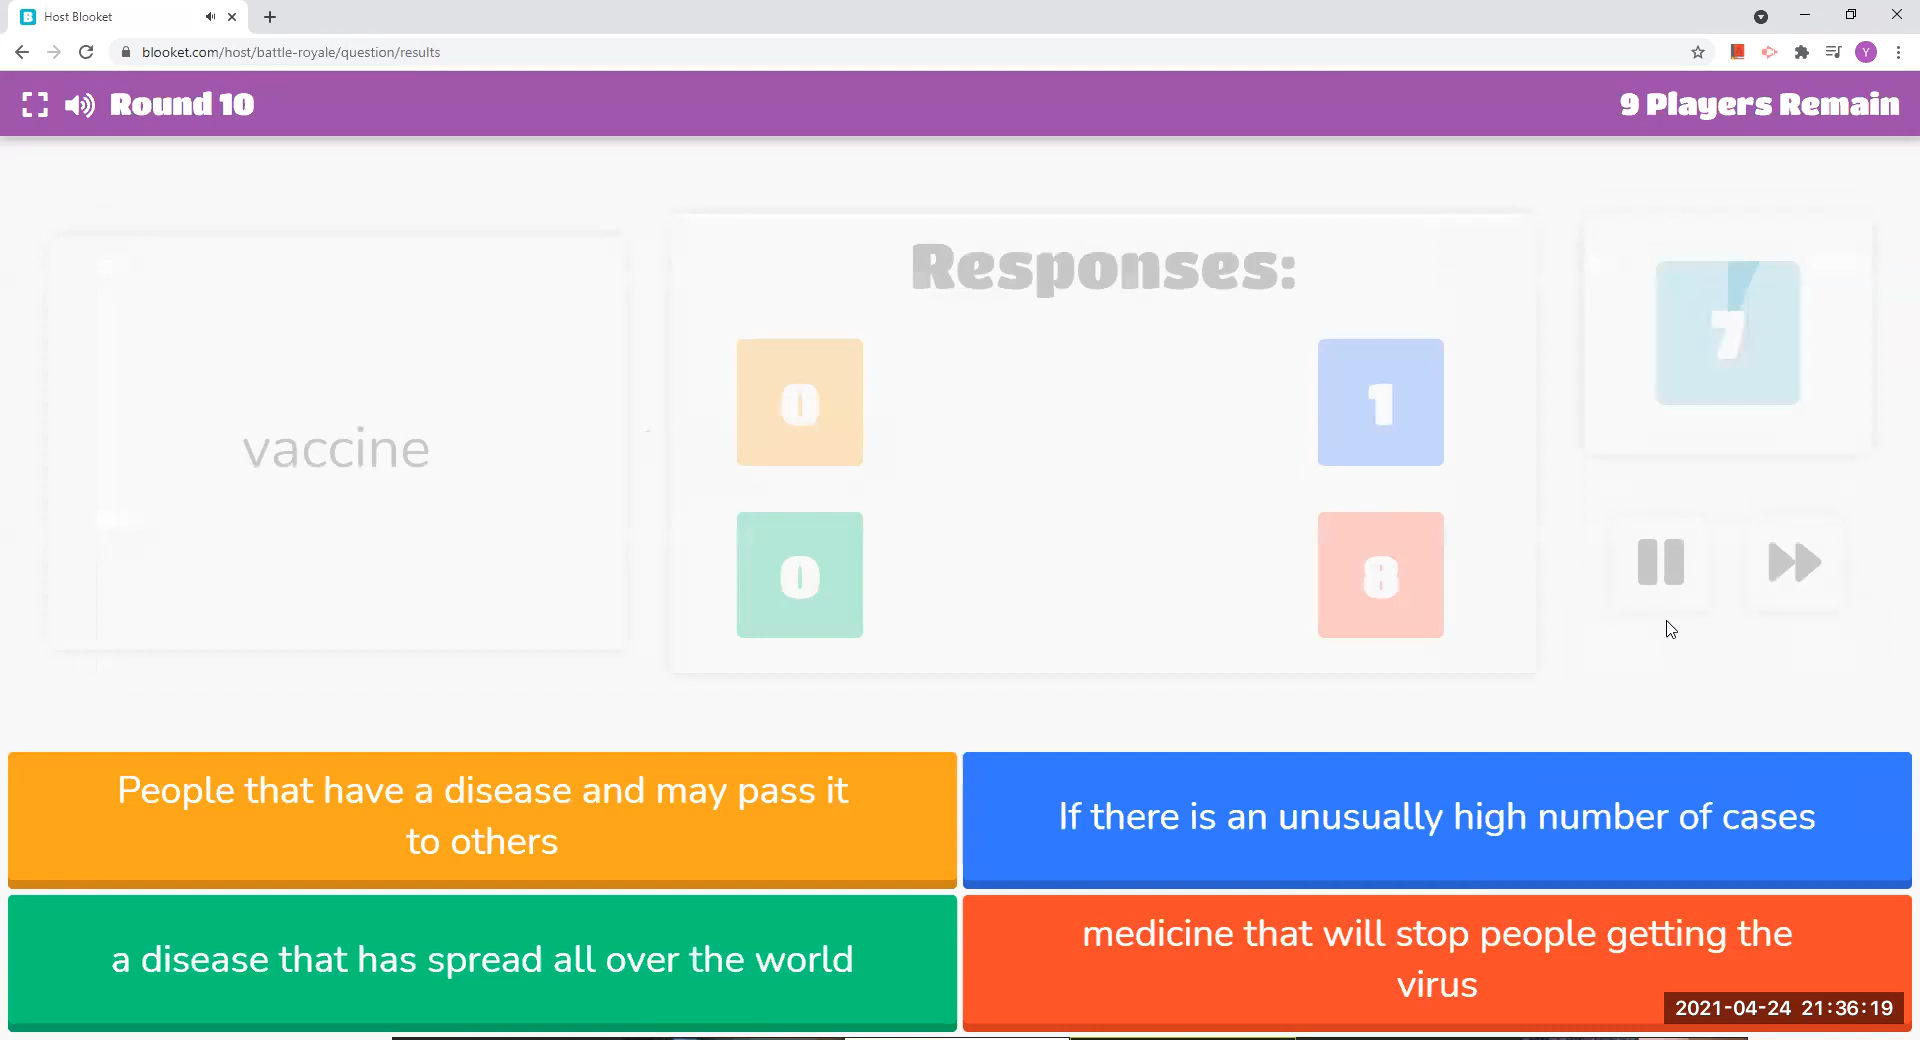 Host Blooket
blooket.com/host/battle-royale/question/results
Y
Round 10
9 Players Remain
vaccine
Responses:
0
1
0
8
7
People that have a disease and may pass it
to others
If there is an unusually high number of cases
a disease that has spread all over the world
medicine that will stop people getting the
virus
2021-04-24 21:36:19